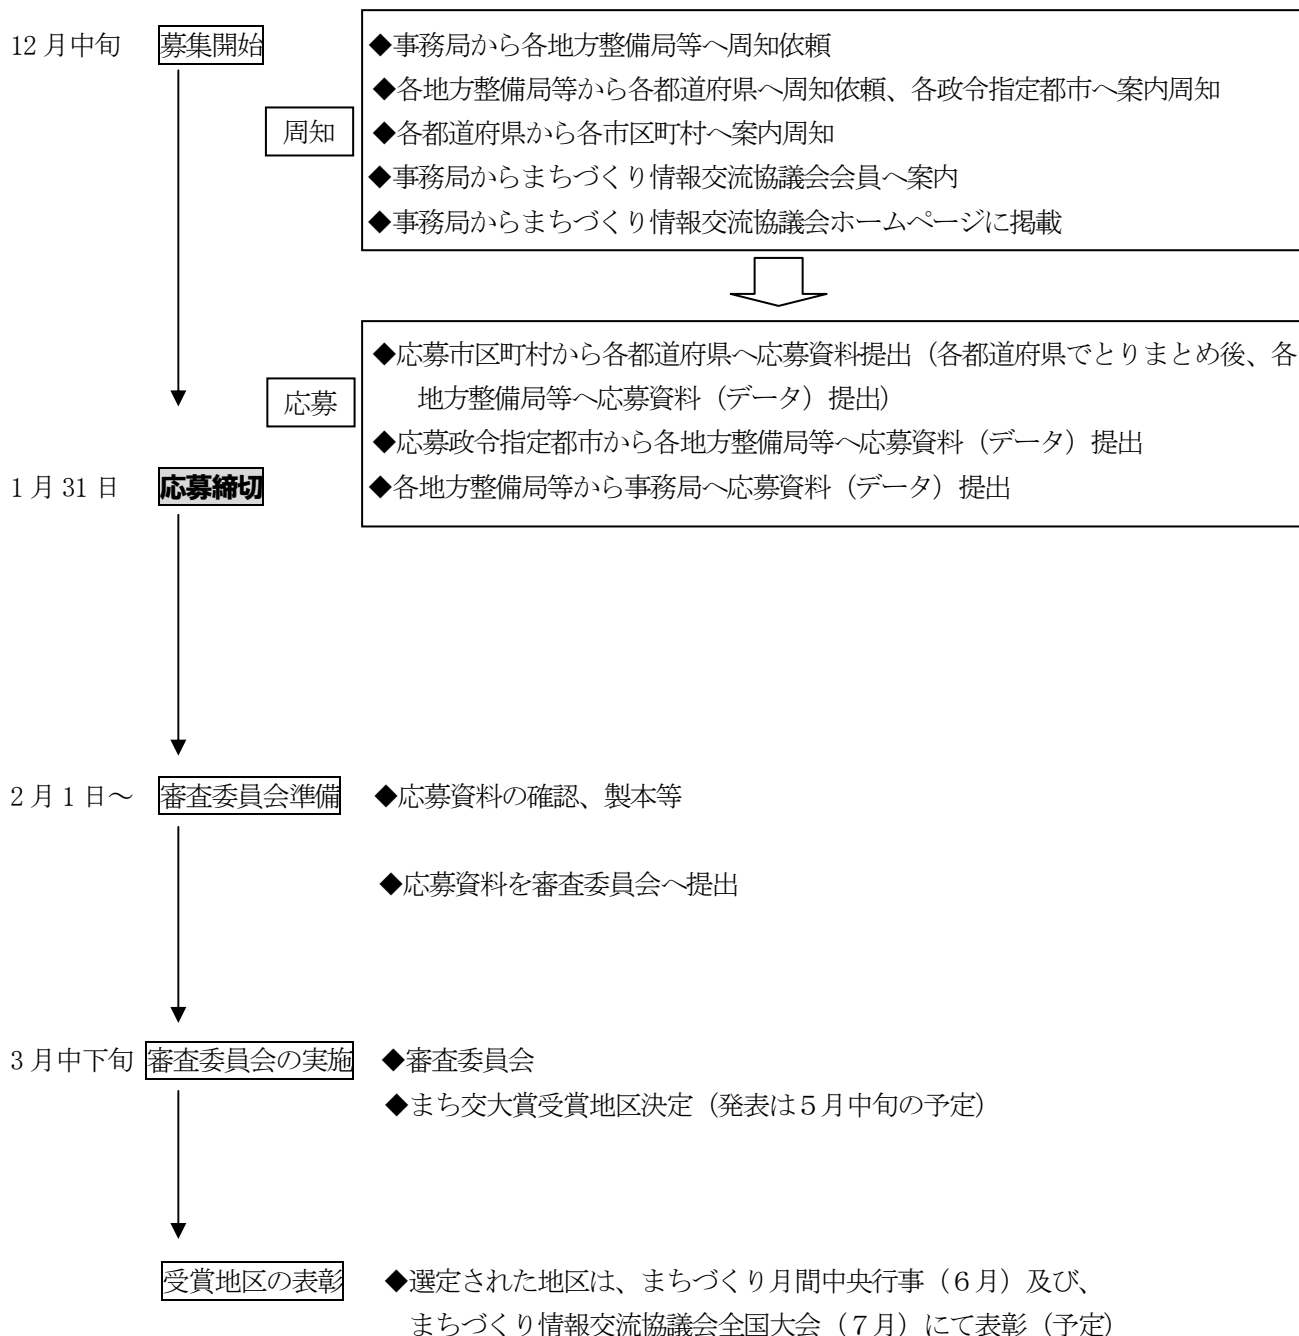 12月中旬 募集開始
◆事務局から各地方整備局等へ周知依頼
◆各地方整備局等から各都道府県へ周知依頼、各政令指定都市へ案内周知
周知
◆各都道府県から各市区町村へ案内周知
◆事務局からまちづくり情報交流協議会会員へ案内
◆事務局からまちづくり情報交流協議会ホームページに掲載
◆応募市区町村から各都道府県へ応募資料提出（各都道府県でとりまとめ後、各
地方整備局等へ応募資料（データ）提出）
応募
◆応募政令指定都市から各地方整備局等へ応募資料（データ）提出
1月31日 応募締切
◆各地方整備局等から事務局へ応募資料（データ）提出
2月1日～ 審査委員会準備 ◆応募資料の確認、製本等
◆応募資料を審査委員会へ提出
3月中下旬 審査委員会の実施 ◆審査委員会
◆まち交大賞受賞地区決定（発表は５月中旬の予定）
受賞地区の表彰 ◆選定された地区は、まちづくり月間中央行事（６月）及び、
まちづくり情報交流協議会全国大会（７月）にて表彰（予定）